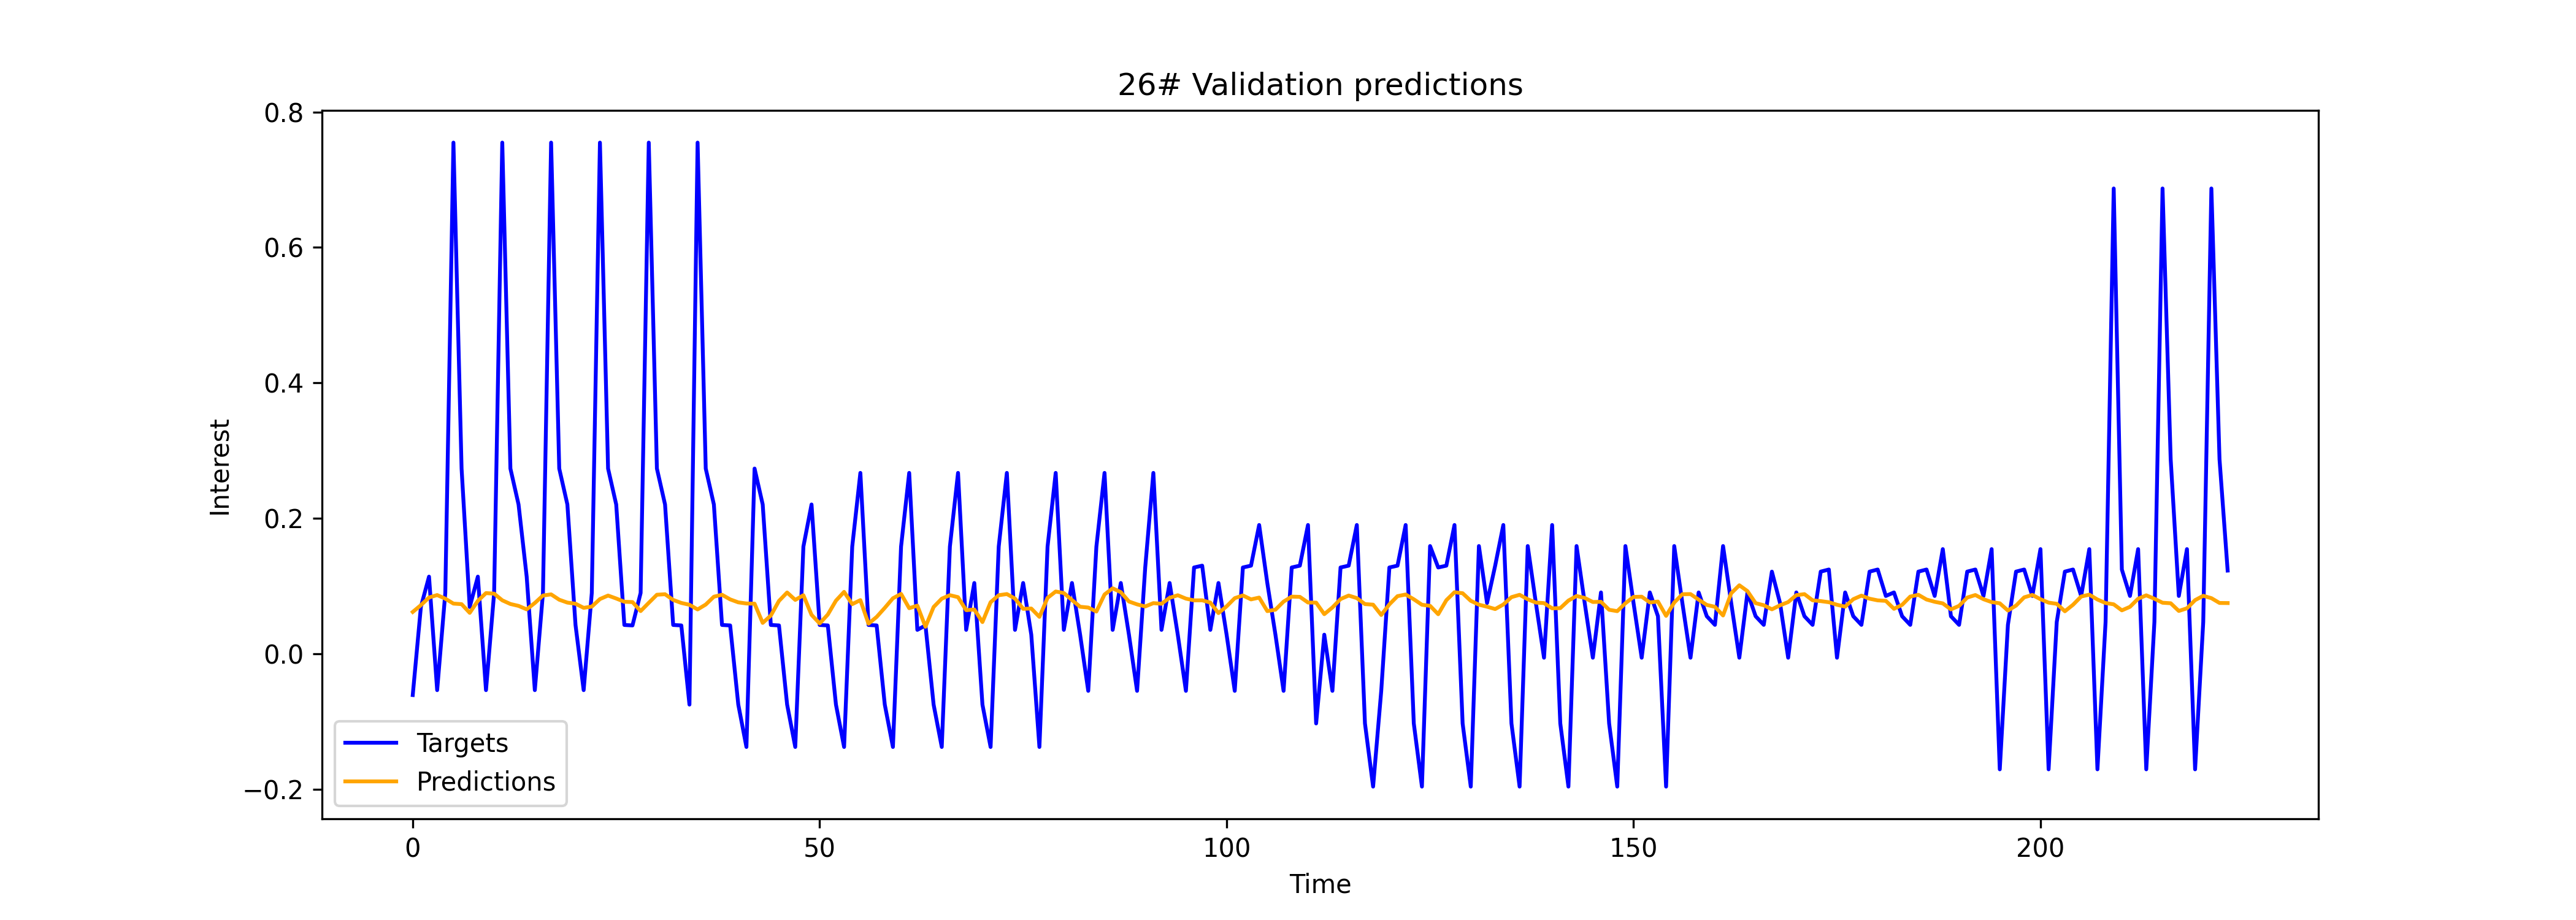 26# Validation predictions
0.8
0.6
0.4
0.2
0.0
−0.2
Interest
Targets
Predictions
0 50 100 150 200
Time